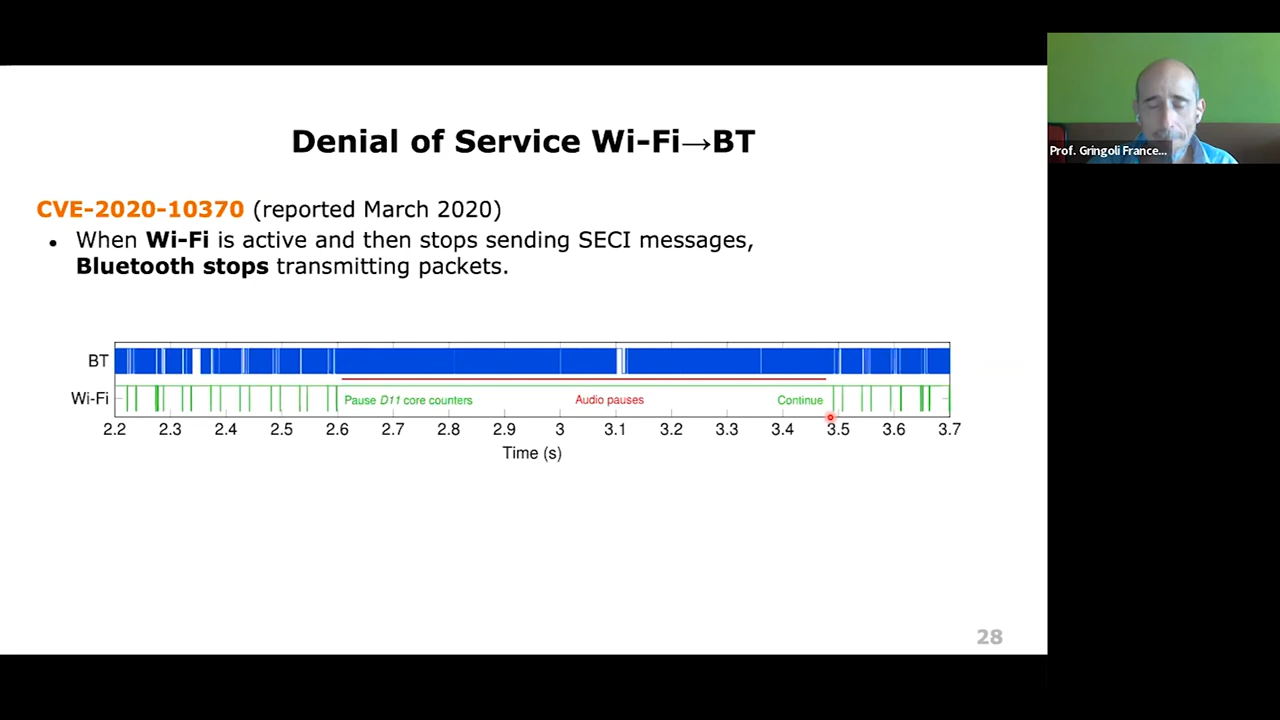 Denial of Service Wi-Fi→BT
Prof. Gringoli France...
CVE-2020-10370 (reported March 2020)
• When Wi-Fi is active and then stops sending SECI messages,
Bluetooth stops transmitting packets.
BT
Wi-Fi
Pause D11 core counters
Audio pauses
Continue
2.2 2.3 2.4 2.5 2.6 2.7 2.8 2.9 3 3.1 3.2 3.3 3.4 3.5 3.6 3.7
Time (s)
28